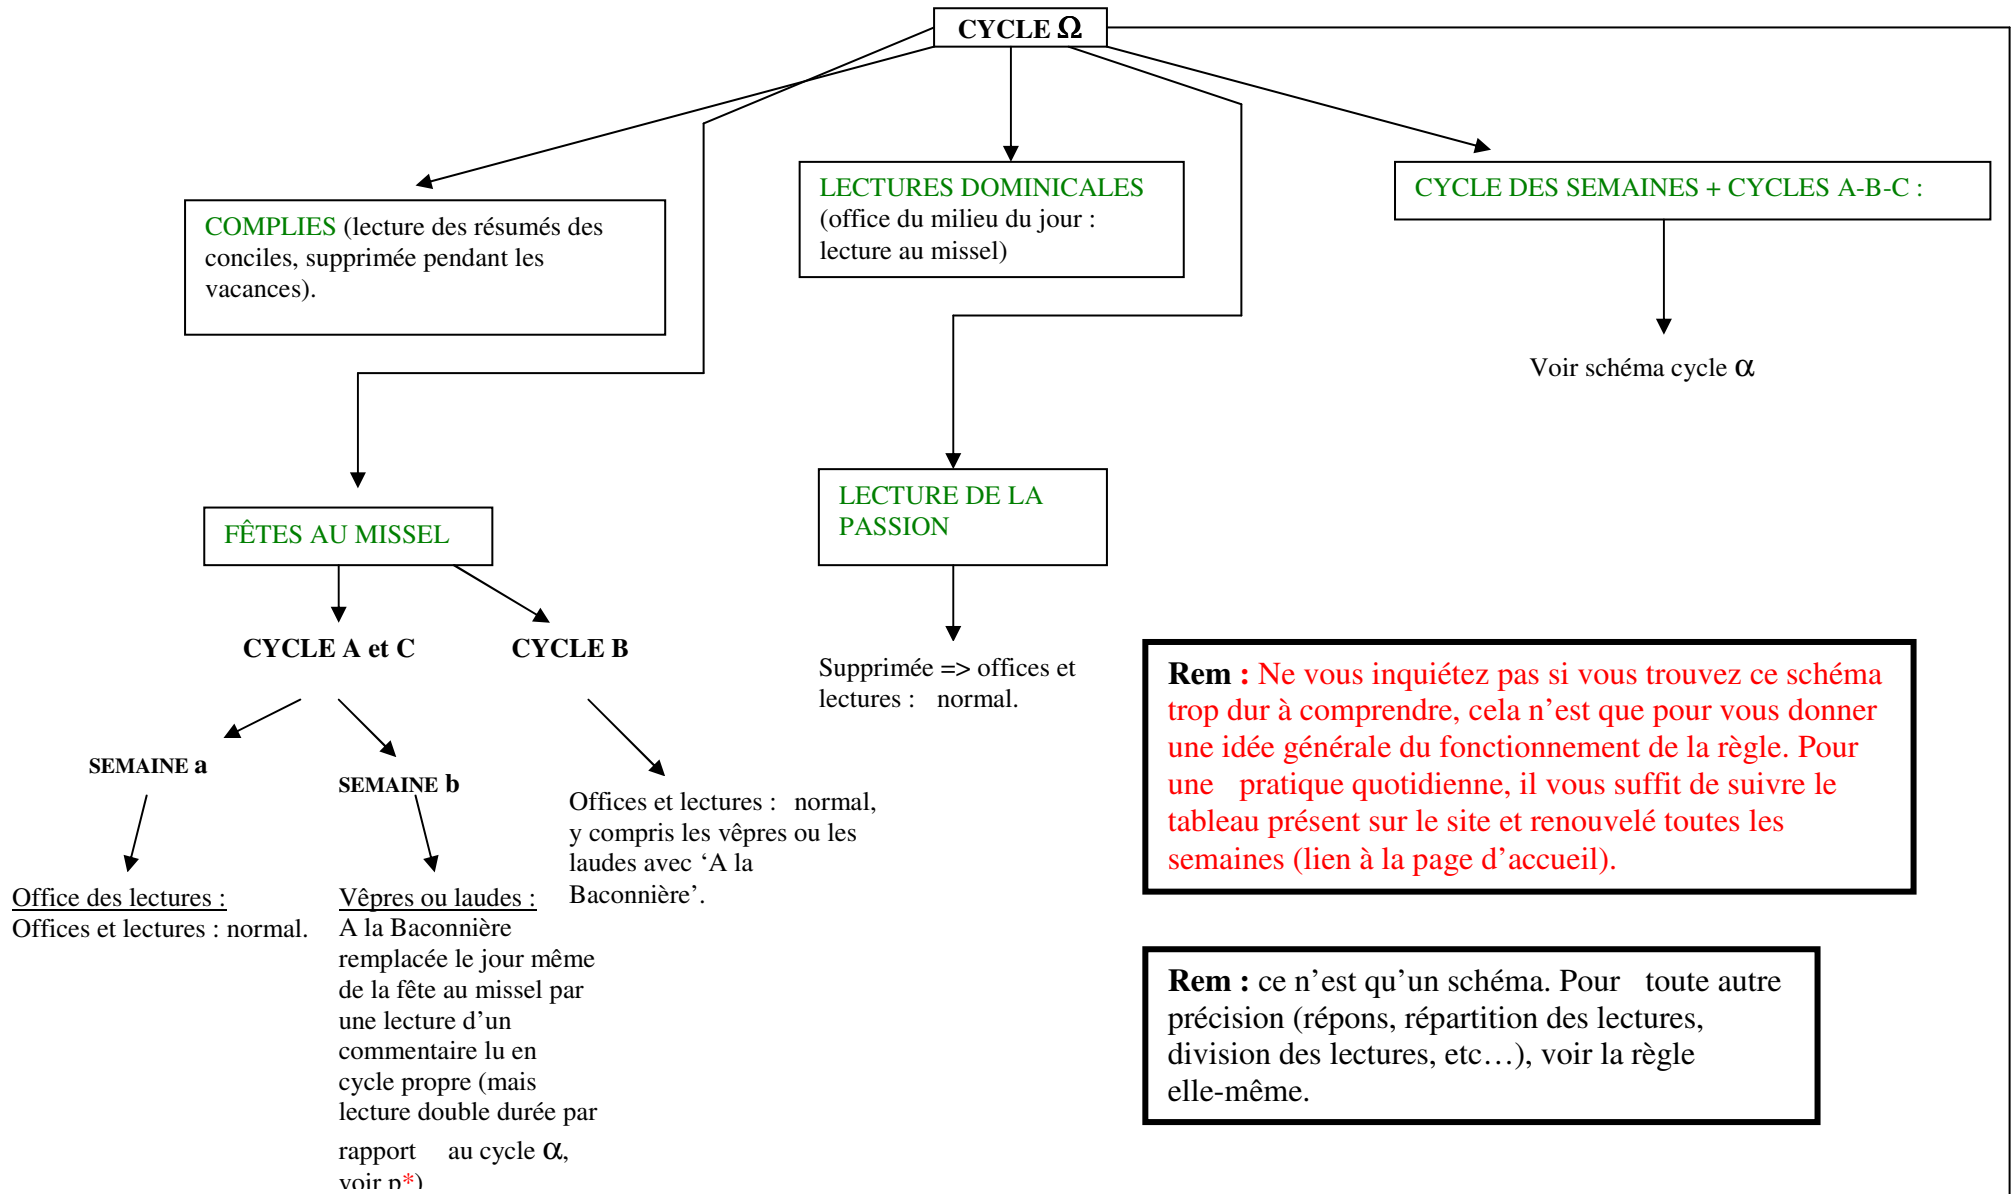 CYCLE Ω
COMPLIES (lecture des résumés des
conciles, supprimée pendant les
vacances).
LECTURES DOMINICALES
(office du milieu du jour :
lecture au missel)
CYCLE DES SEMAINES + CYCLES A-B-C :
Voir schéma cycle α
FÊTES AU MISSEL
LECTURE DE LA
PASSION
CYCLE A et C
CYCLE B
Supprimée => offices et
lectures : normal.
SEMAINE a
SEMAINE b
Offices et lectures : normal,
y compris les vêpres ou les
laudes avec ‘A la
Baconnière’.
Office des lectures :
Offices et lectures : normal.
Vêpres ou laudes :
A la Baconnière
remplacée le jour même
de la fête au missel par
une lecture d’un
commentaire lu en
cycle propre (mais
lecture double durée par
rapport au cycle α,
voir p*)
Rem : Ne vous inquiétez pas si vous trouvez ce schéma
trop dur à comprendre, cela n’est que pour vous donner
une idée générale du fonctionnement de la règle. Pour
une pratique quotidienne, il vous suffit de suivre le
tableau présent sur le site et renouvelé toutes les
semaines (lien à la page d’accueil).
Rem : ce n’est qu’un schéma. Pour toute autre
précision (répons, répartition des lectures,
division des lectures, etc…), voir la règle
elle-même.